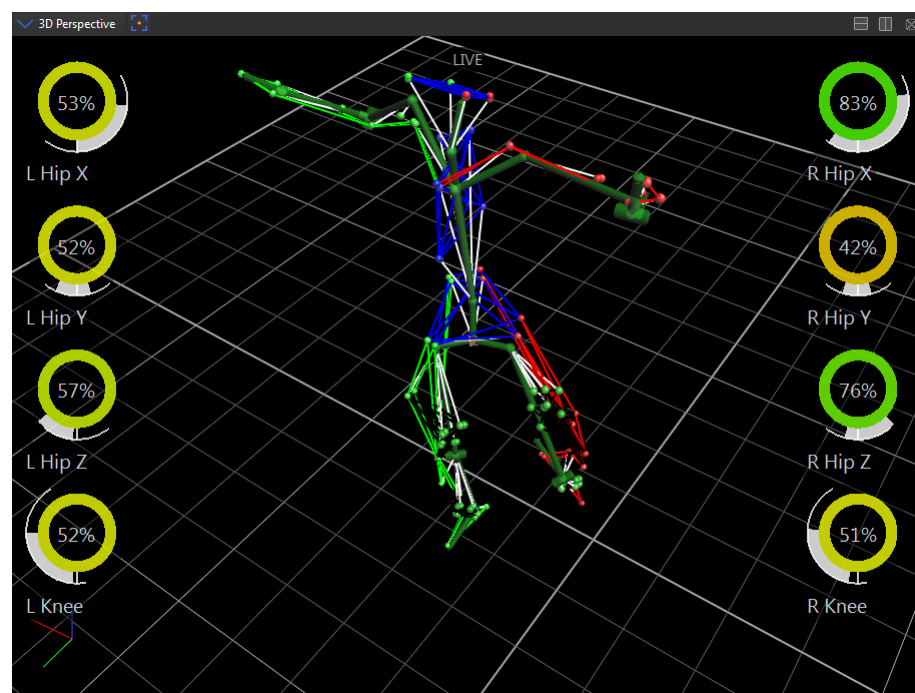 3D Perspective
LIVE
53%
L Hip X
52%
L Hip Y
57%
L Hip Z
52%
L Knee
83%
R Hip X
42%
R Hip Y
76%
R Hip Z
51%
R Knee